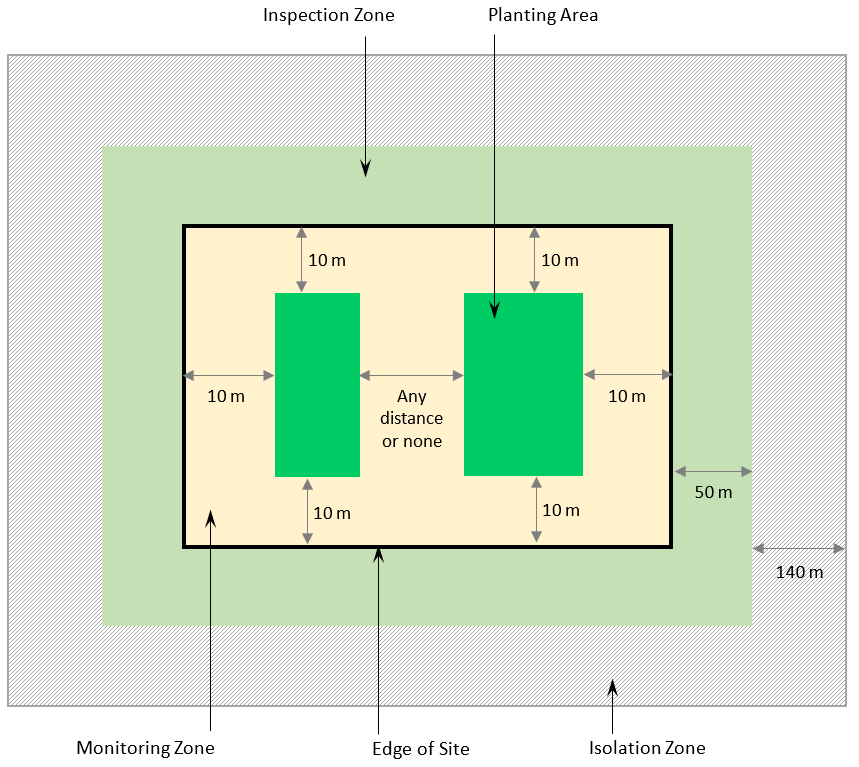 Inspection Zone
Planting Area
10 m
10 m
10 m
Any
distance
or none
10 m
50 m
10 m
10 m
140 m
Monitoring Zone
Edge of Site
Isolation Zone